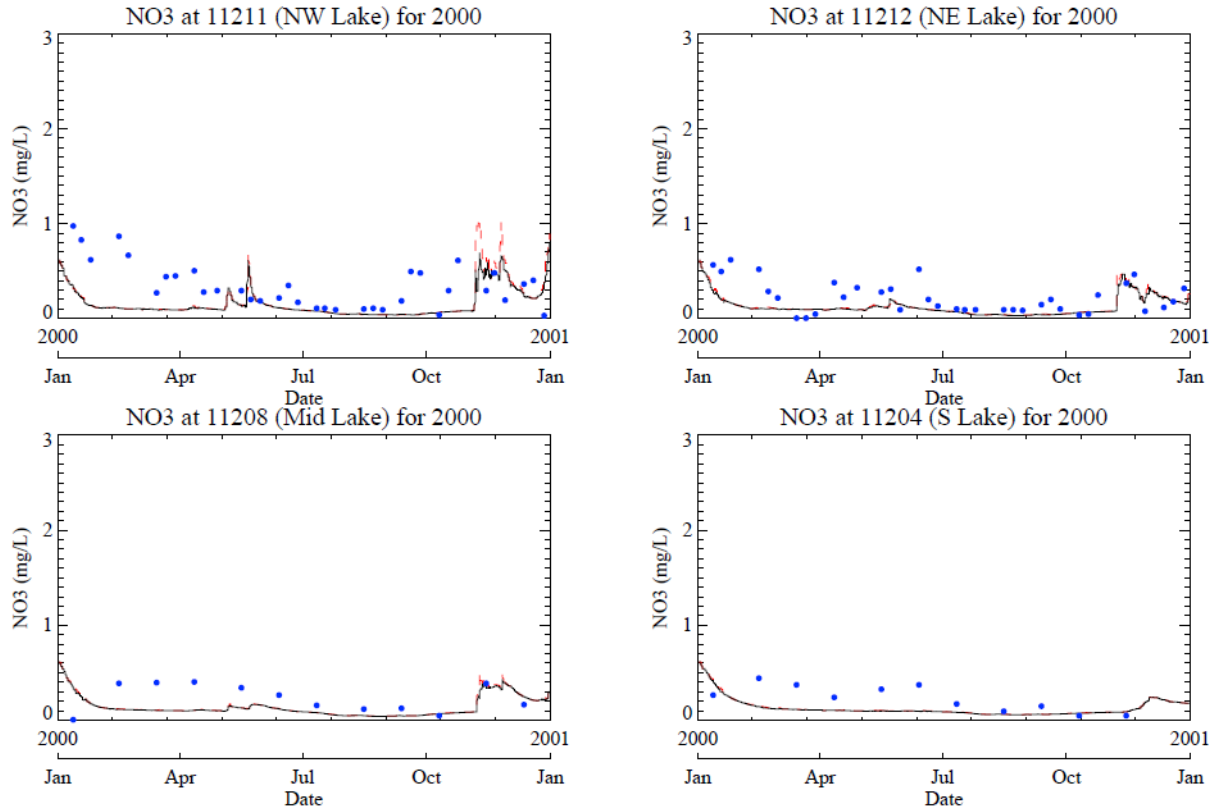 NO3 at 11211 (NW Lake) for 2000
NO3 (mg/L)
3
2
1
0
2000
2001
Jan
Apr
Jul
Oct
Jan
Date
NO3 at 11212 (NE Lake) for 2000
NO3 (mg/L)
3
2
1
0
2000
2001
Jan
Apr
Jul
Oct
Jan
Date
NO3 at 11208 (Mid Lake) for 2000
NO3 (mg/L)
3
2
1
0
2000
2001
Jan
Apr
Jul
Oct
Jan
Date
NO3 at 11204 (S Lake) for 2000
NO3 (mg/L)
3
2
1
0
2000
2001
Jan
Apr
Jul
Oct
Jan
Date